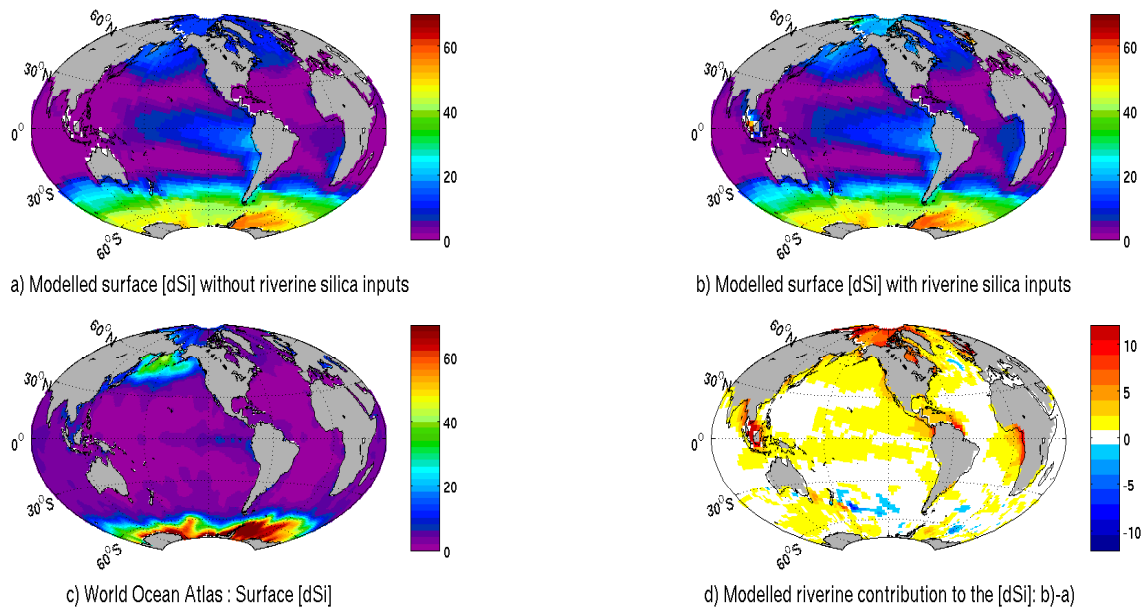 60°N
30°N
0°
30°S
60°S
60
40
20
0
a) Modelled surface [dSi] without riverine silica inputs
60°N
30°N
0°
30°S
60°S
60
40
20
0
b) Modelled surface [dSi] with riverine silica inputs
60°N
30°N
0°
30°S
60°S
60
40
20
0
c) World Ocean Atlas : Surface [dSi]
60°N
30°N
0°
30°S
60°S
10
5
0
-5
-10
d) Modelled riverine contribution to the [dSi]: b)-a)